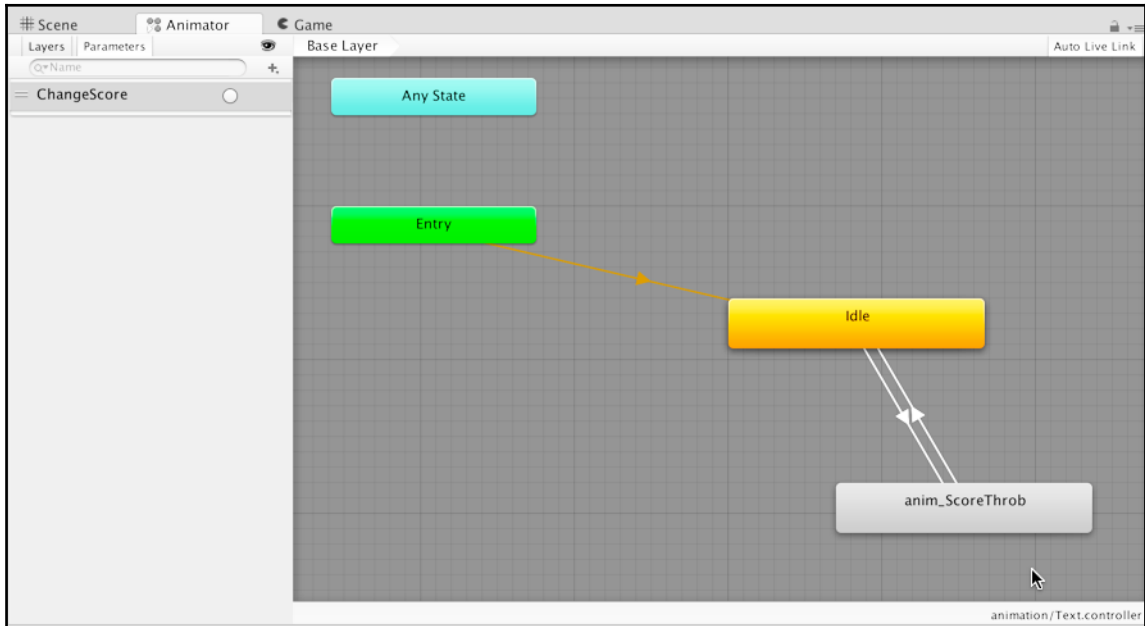 Scene Animator Game
Layers Parameters Base Layer Auto Live Link
Name
ChangeScore
Any State
Entry
Idle
anim_ScoreThrob
animation/Text.controller